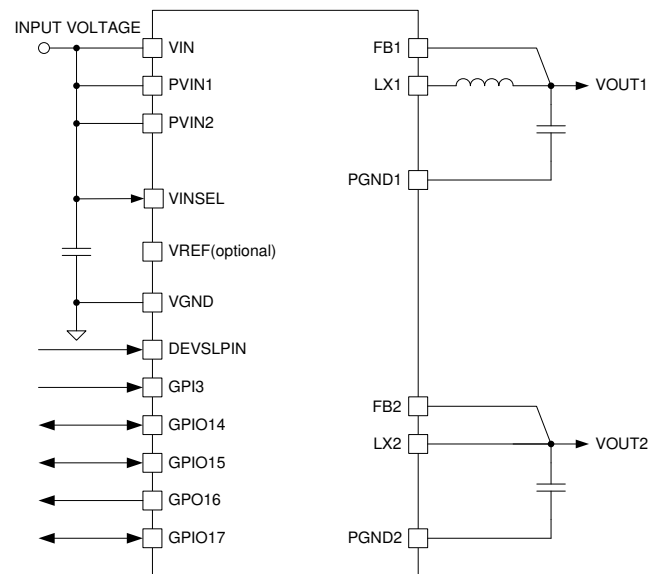 INPUT VOLTAGE
VIN
PVIN1
PVIN2
VINSEL
VREF(optional)
VGND
DEVSLPIN
GPI3
GPIO14
GPIO15
GPO16
GPIO17
FB1
LX1
VOUT1
PGND1
FB2
LX2
VOUT2
PGND2